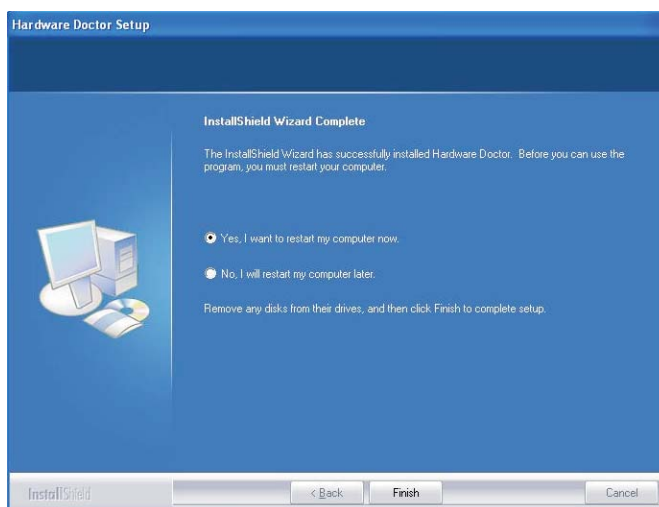 Hardware Doctor Setup
InstallShield Wizard Complete
The InstallShield Wizard has successfully installed Hardware Doctor. Before you can use the
program, you must restart your computer.
Yes, I want to restart my computer now.
No, I will restart my computer later.
Remove any disks from their drives, and then click Finish to complete setup.
InstallShield
< Back
Finish
Cancel